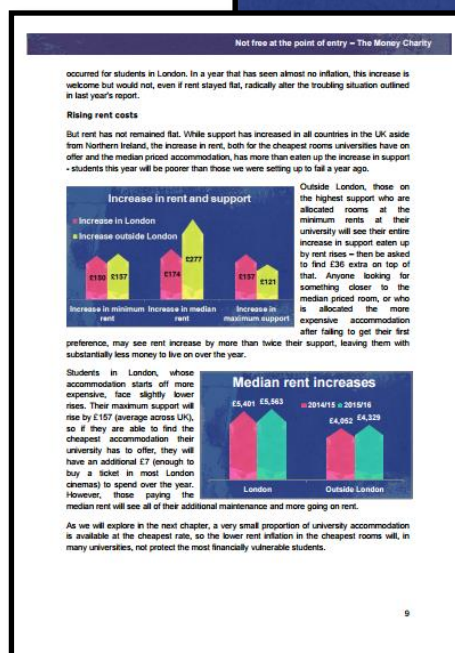 Not free at the point of entry – The Money Charity
occurred for students in London. In a year that has seen almost no inflation, this increase is
welcome but would not, even if rent stayed flat, radically alter the troubling situation outlined
in last year's report.
Rising rent costs
But rent has not remained flat. While support has increased in all countries in the UK aside
from Northern Ireland, the increase in rent, both for the cheapest rooms universities have on
offer and the median priced accommodation, has more than eaten up the increase in support
- students this year will be poorer than those we were setting up to fail a year ago.
Increase in rent and support
Increase in London
Increase outside London
£150
£157
£174
£277
£157
£121
Increase in minimum
rent
Increase in median
rent
Increase in
maximum support
Outside London, those on
the highest support who are
allocated rooms at the
minimum rents at their
university will see their entire
increase in support eaten up
by rent rises – then be asked
to find £36 extra on top of
that. Anyone looking for
something closer to the
median priced room, or who
is allocated the more
expensive accommodation
after failing to get their first
preference, may see rent increase by more than twice their support, leaving them with
substantially less money to live on over the year.
Students in London, whose
accommodation starts off more
expensive, face slightly lower
rises. Their maximum support will
rise by £157 (average across UK),
so if they are able to find the
cheapest accommodation their
university has to offer, they will
have an additional £7 (enough to
buy a ticket in most London
cinemas) to spend over the year.
However, those paying the
median rent will see all of their additional maintenance and more going on rent.
Median rent increases
£5,401
£5,563
2014/15
2015/16
£4,052
£4,329
London
Outside London
As we will explore in the next chapter, a very small proportion of university accommodation
is available at the cheapest rate, so the lower rent inflation in the cheapest rooms will, in
many universities, not protect the most financially vulnerable students.
9